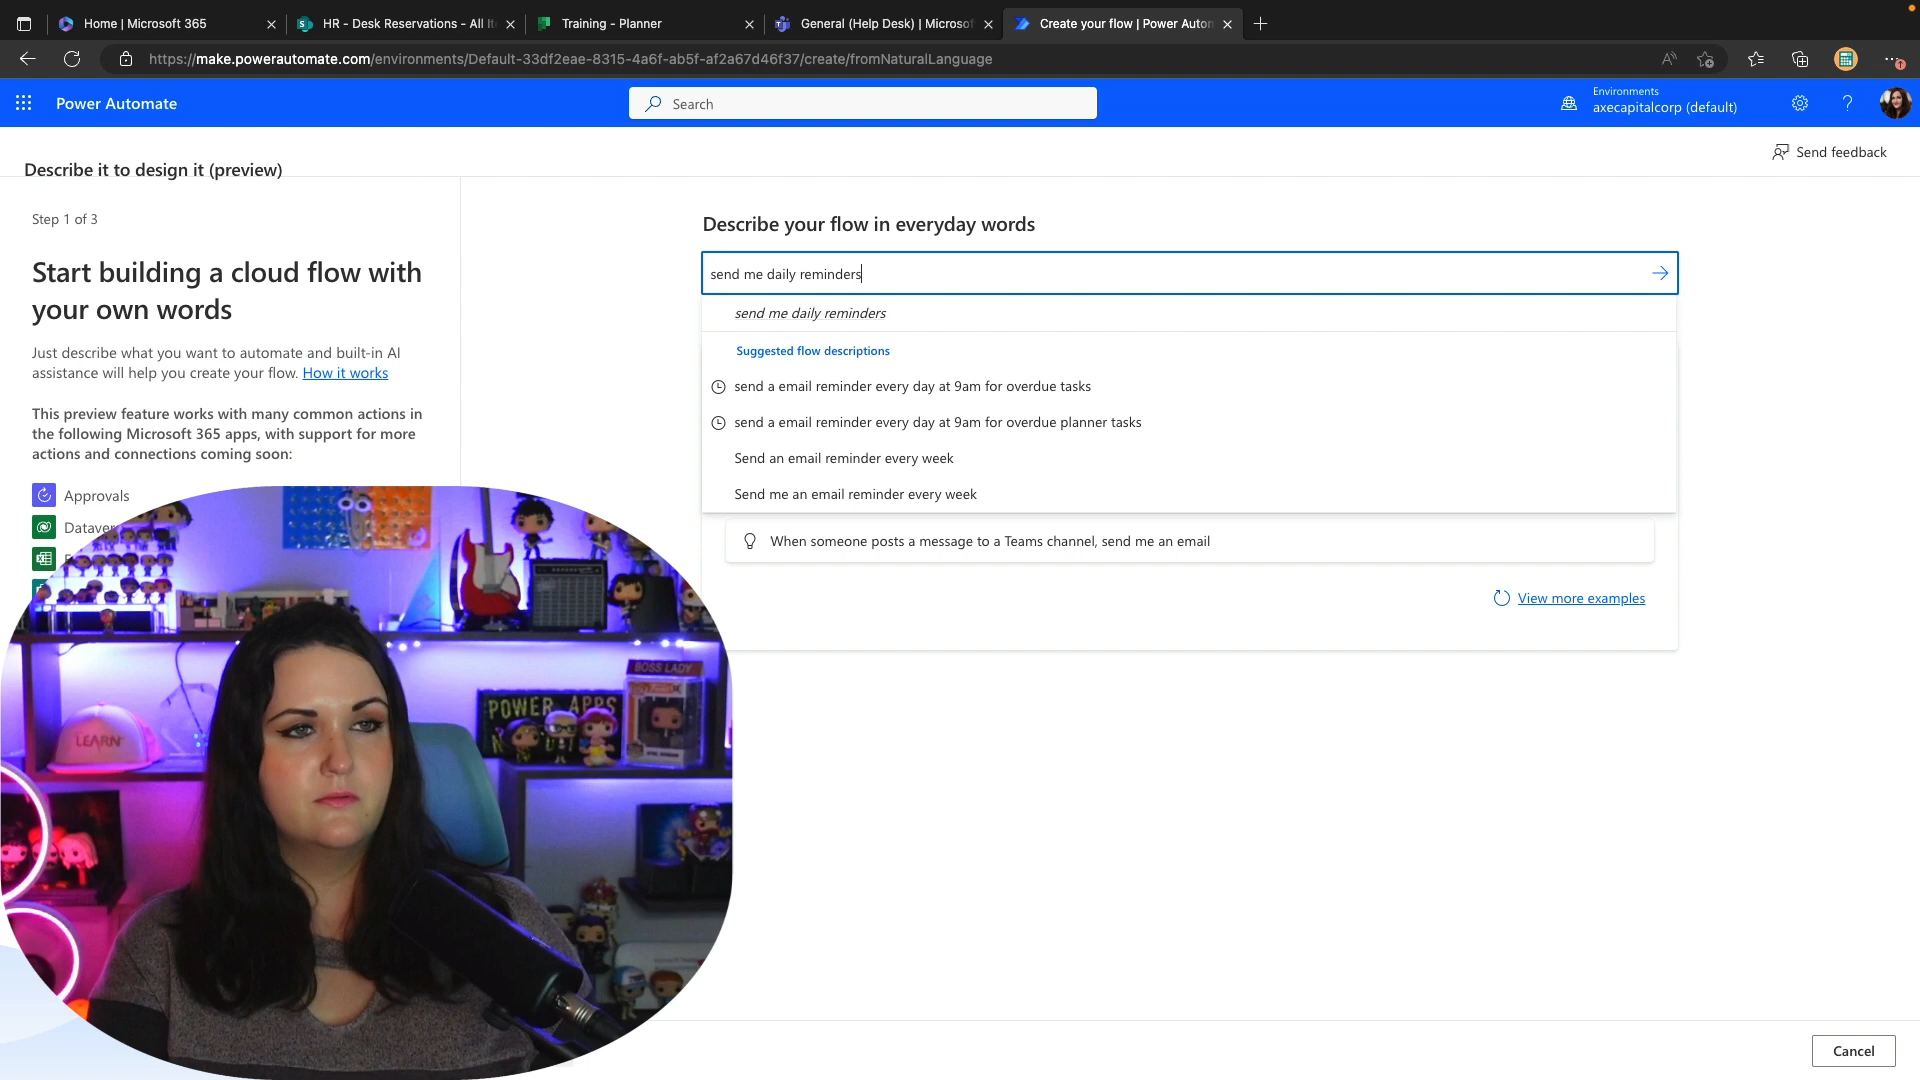 Home | Microsoft 365
HR - Desk Reservations - All It
Training - Planner
General (Help Desk) | Microsof
Create your flow | Power Autom
https://make.powerautomate.com/environments/Default-33df2eae-8315-4a6f-ab5f-af2a67d46f37/create/fromNaturalLanguage
Power Automate
Search
Environments
axecapitalcorp (default)
Send feedback
Describe it to design it (preview)
Step 1 of 3
Start building a cloud flow with
your own words
Just describe what you want to automate and built-in AI
assistance will help you create your flow. How it works
This preview feature works with many common actions in
the following Microsoft 365 apps, with support for more
actions and connections coming soon:
Approvals
Dataver
Describe your flow in everyday words
send me daily reminders
send me daily reminders
Suggested flow descriptions
send a email reminder every day at 9am for overdue tasks
send a email reminder every day at 9am for overdue planner tasks
Send an email reminder every week
Send me an email reminder every week
When someone posts a message to a Teams channel, send me an email
View more examples
BOSS LADY
POWER APPS
LEARN
Cancel